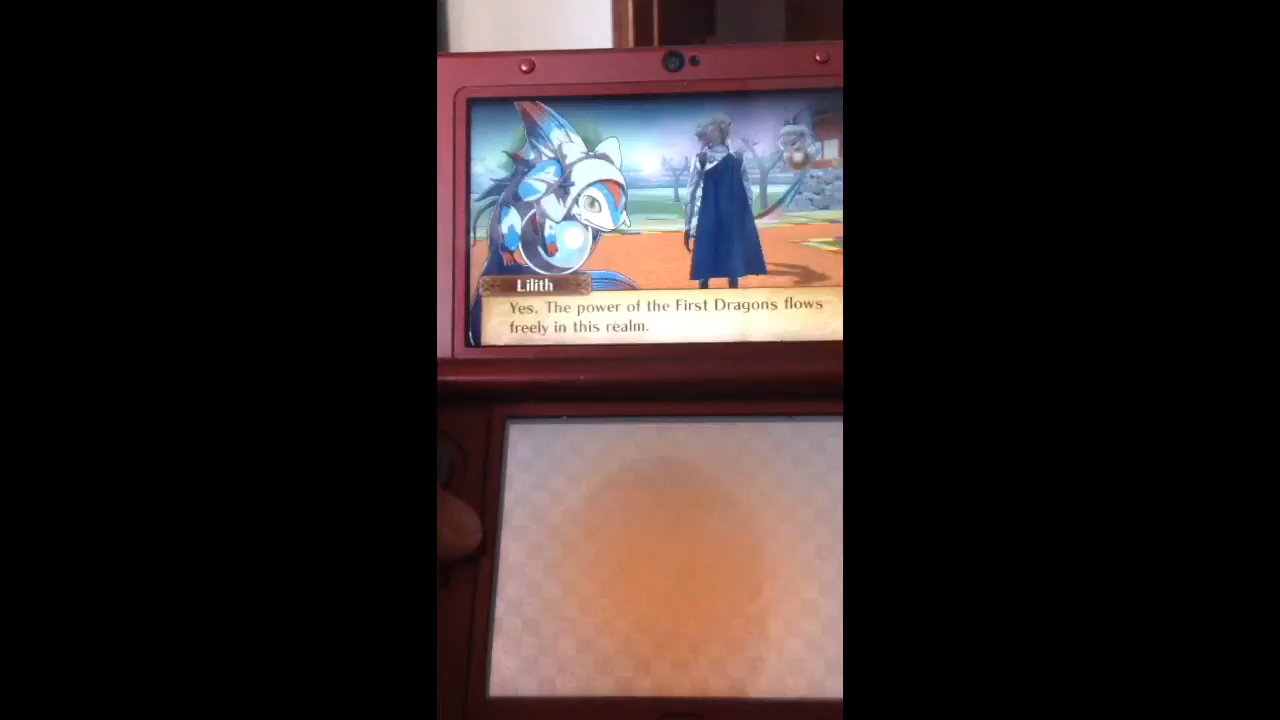 Lilith
Yes. The power of the First Dragons flows
freely in this realm.